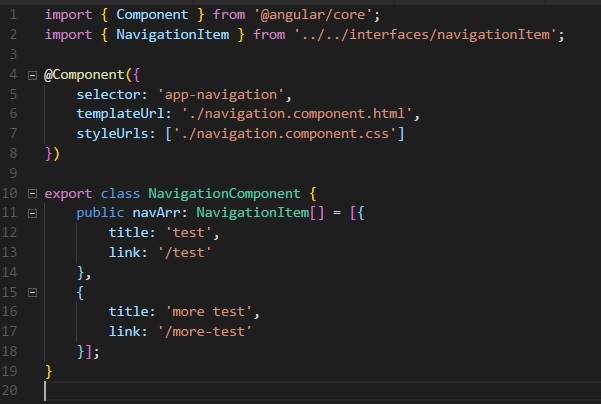 1 import { Component } from '@angular/core';
2 import { NavigationItem } from '../../interfaces/navigationItem';
3
4 @Component({
5     selector: 'app-navigation',
6     templateUrl: './navigation.component.html',
7     styleUrls: ['./navigation.component.css']
8 })
9
10 export class NavigationComponent {
11     public navArr: NavigationItem[] = [{
12         title: 'test',
13         link: '/test'
14     },
15     {
16         title: 'more test',
17         link: '/more-test'
18     }];
19 }
20